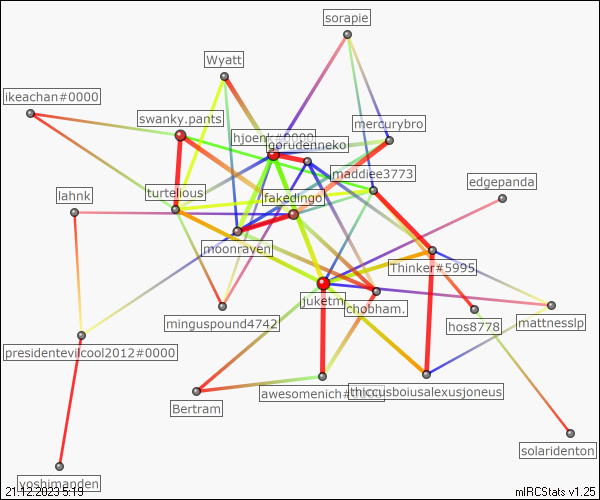 sorapie
Wyatt
ikeachan#0000
swanky.pants
mercurybro
hjoerk#0000
gorudenneko
maddiee3773
edgepanda
lahnk
turtelious
fakedingo
moonraven
Thinker#5995
juketm
chobham.
minguspound4742
hos8778
mattnesslp
presidentevilcool2012#0000
awesomenich#0000
thiccusboiusalexusjoneus
Bertram
solaridenton
yoshimanden
21.12.2023 5:19
mIRCStats v1.25